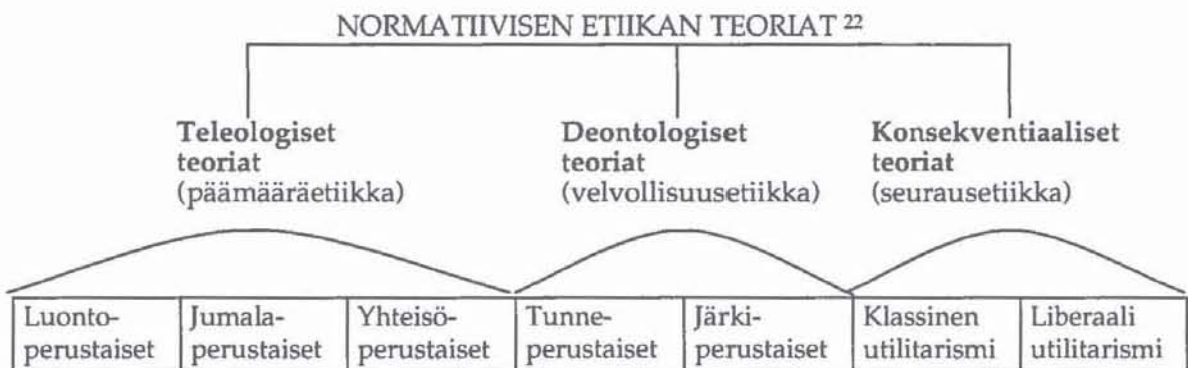 NORMATIIVISEN ETIIKAN TEORIAT 22
Teleologiset
teoriat
(päämääräetiikka)
Deontologiset
teoriat
(velvollisuusetiikka)
Konsekventiaaliset
teoriat
(seurausetiikka)
Luonto-
perustaiset
Jumala-
perustaiset
Yhteisö-
perustaiset
Tunne-
perustaiset
Järki-
perustaiset
Klassinen
utilitarismi
Liberaali
utilitarismi